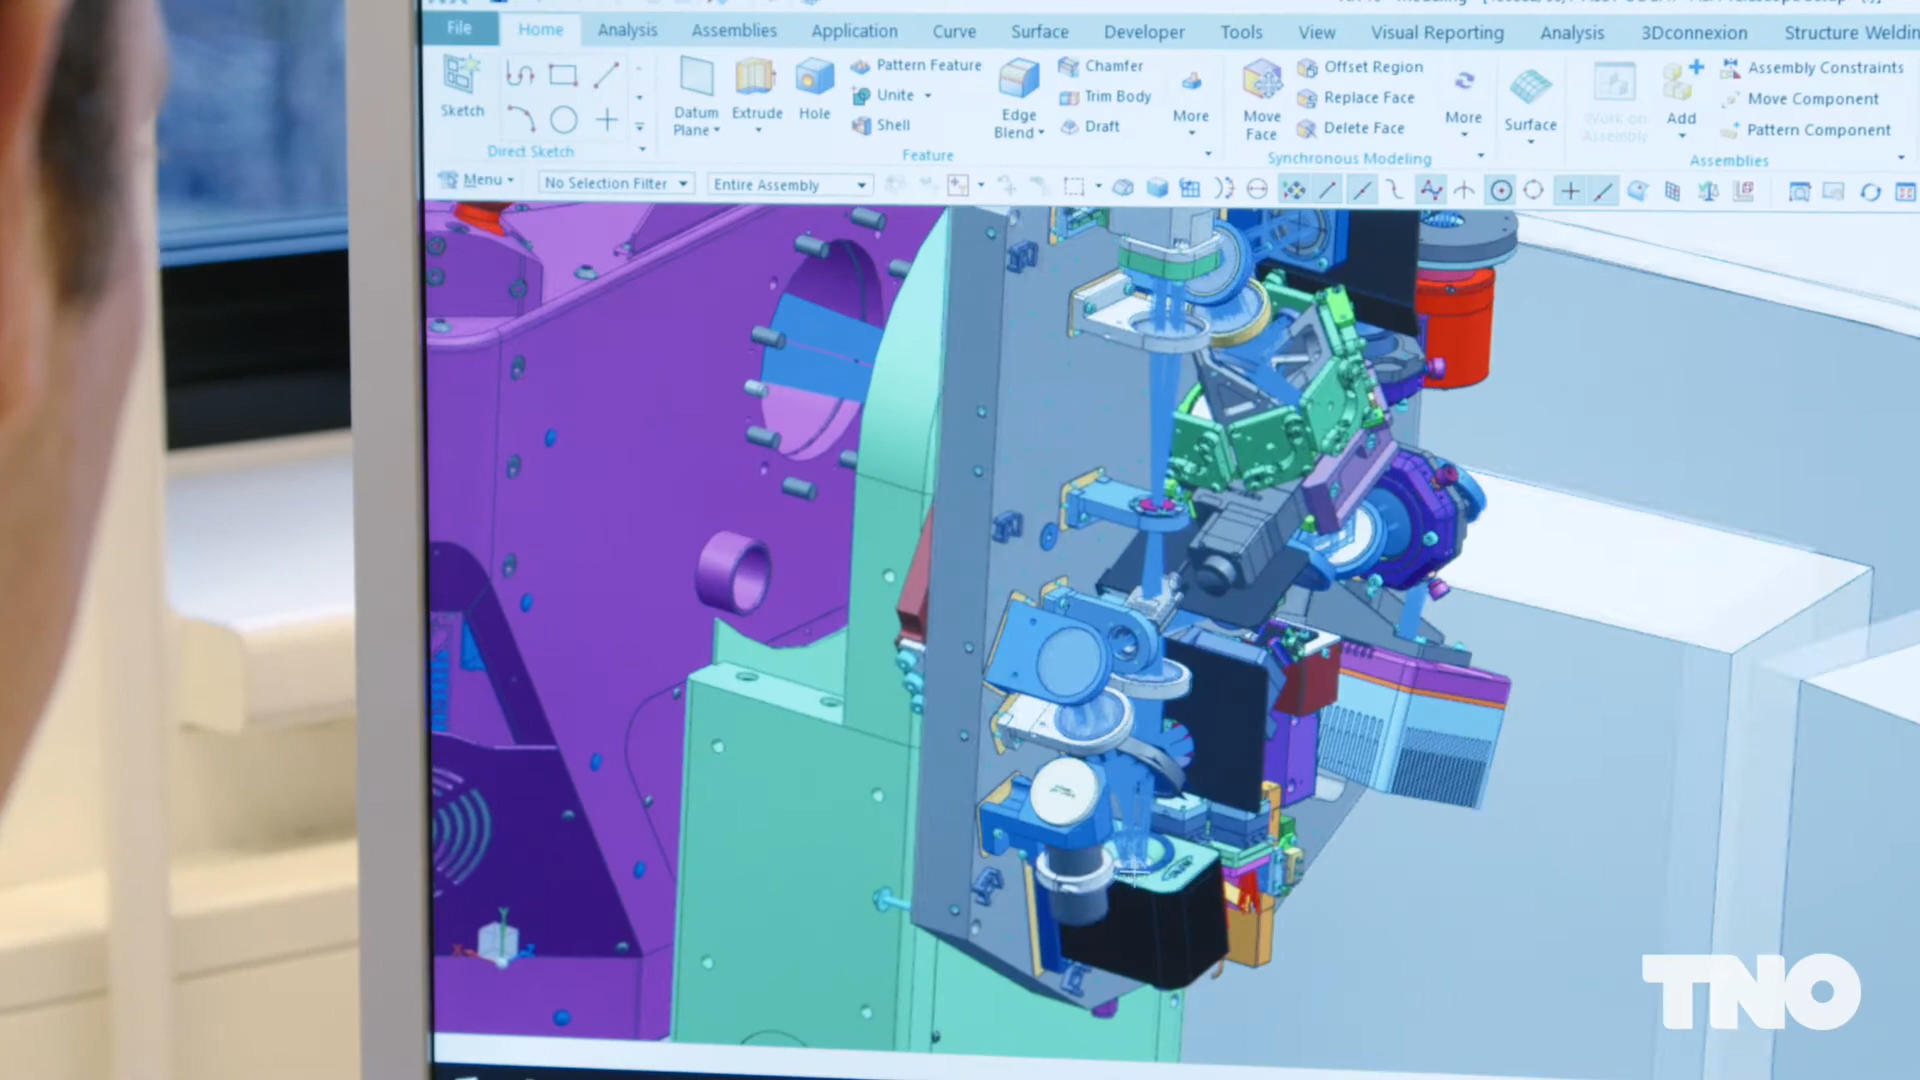 File Home Analysis Assemblies Application Curve Surface Developer Tools View Visual Reporting Analysis 3Dconnexion Structure Weldin
Sketch
Direct Sketch
Datum Plane
Extrude
Hole
Pattern Feature
Unite
Shell
Edge Blend
Chamfer
Trim Body
Draft
More
Feature
Move Face
Offset Region
Replace Face
Delete Face
More
Synchronous Modeling
Surface
Work on Assembly
Add
Assembly Constraints
Move Component
Pattern Component
Assemblies
Menu No Selection Filter Entire Assembly
TNO